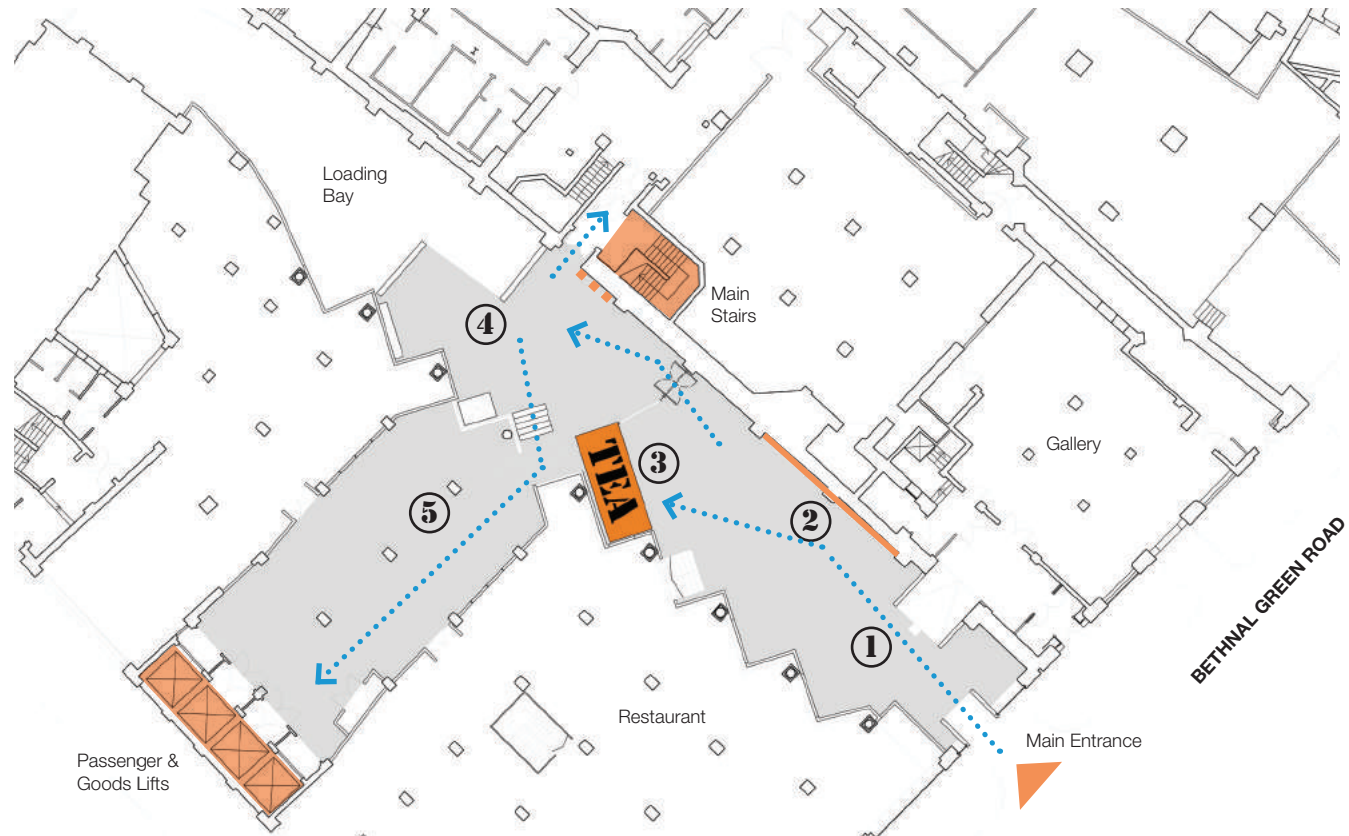 Loading
Bay
Main
Stairs
4
3
TEA
Gallery
2
5
1
BETHNAL GREEN ROAD
Restaurant
Main Entrance
Passenger &
Goods Lifts